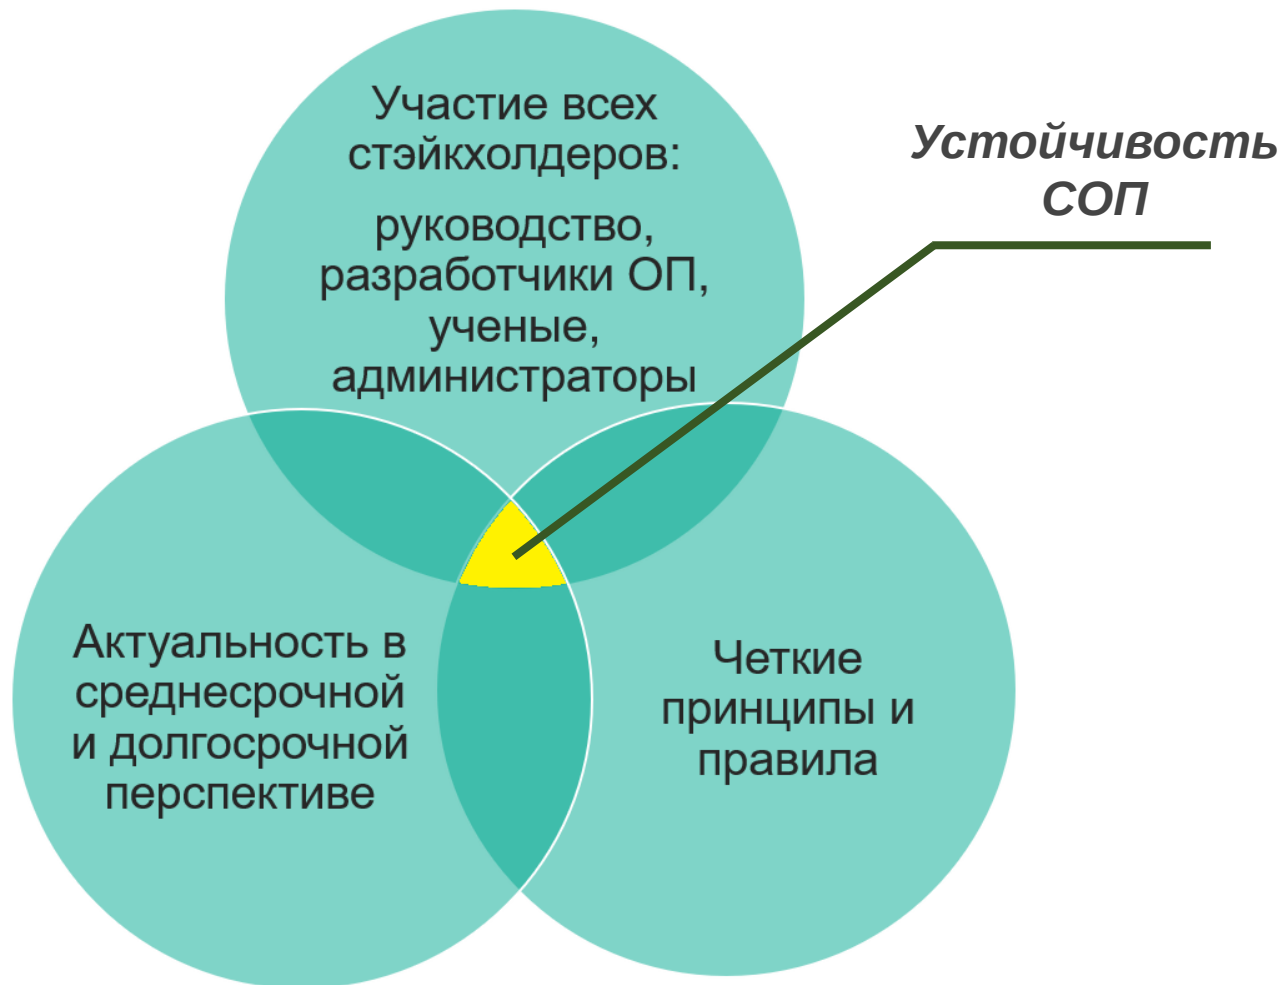 Участие всех
стэйкхолдеров:
руководство,
разработчики ОП,
ученые,
администраторы
Устойчивость
СОП
Актуальность в
среднесрочной
и долгосрочной
перспективе
Четкие
принципы и
правила